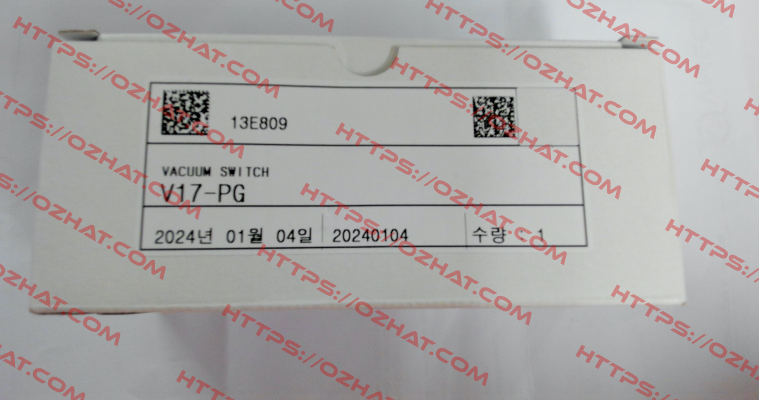 13E809
VACUUM SWITCH
V17-PG
2024년 01월 04일 20240104 수량 : 1
HTTPS://OZHAT.COM